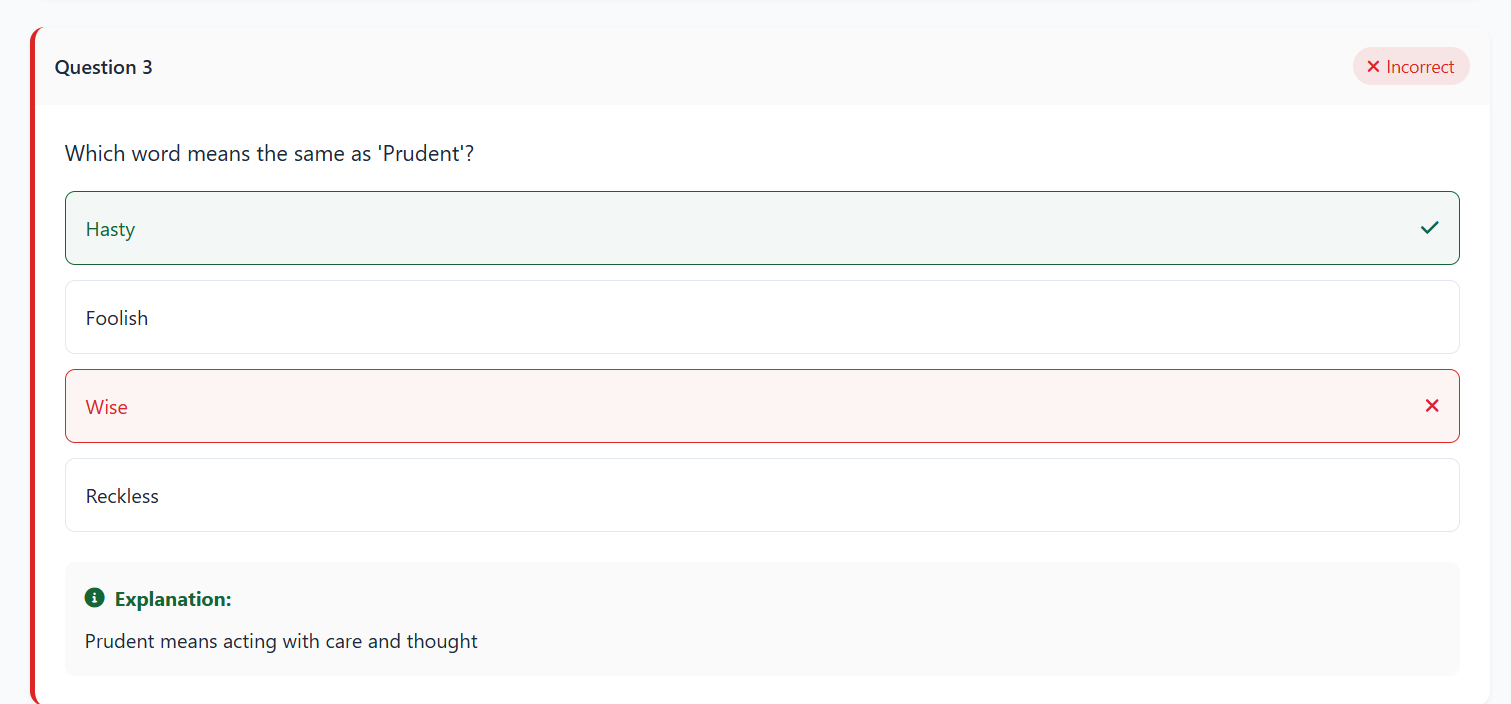 Question 3
Incorrect
Which word means the same as 'Prudent'?
Hasty
Foolish
Wise
Reckless
Explanation:
Prudent means acting with care and thought